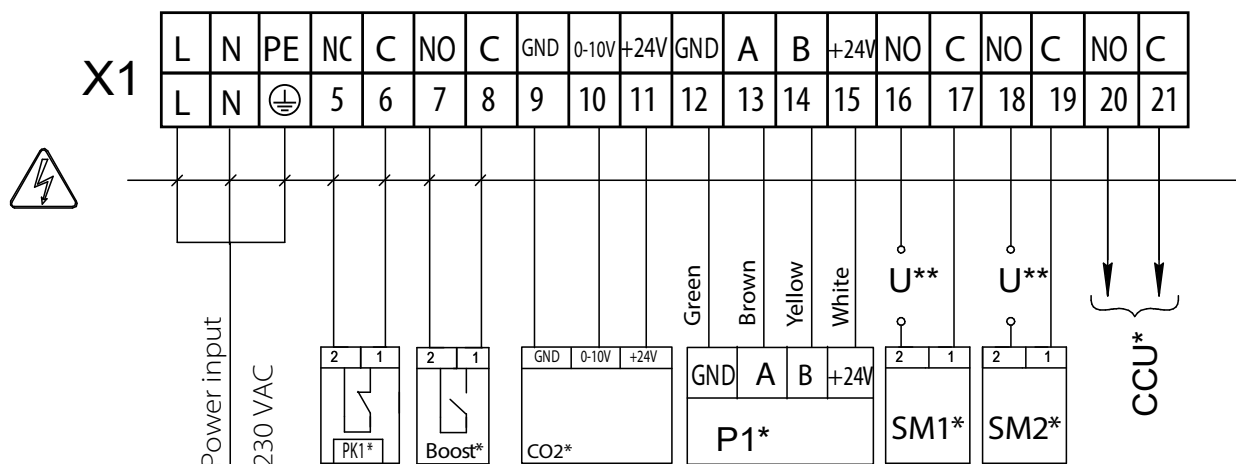 X1
L N PE NC C NO C GND 0-10V +24V GND A B +24V NO C NO C NO C
L N 5 6 7 8 9 10 11 12 13 14 15 16 17 18 19 20 21
Power input
230 VAC
2 1
PK1*
2 1
Boost*
GND 0-10V +24V
CO2*
Green
Brown
Yellow
White
GND A B +24V
P1*
U**
2 1
SM1*
U**
2 1
SM2*
CCU*